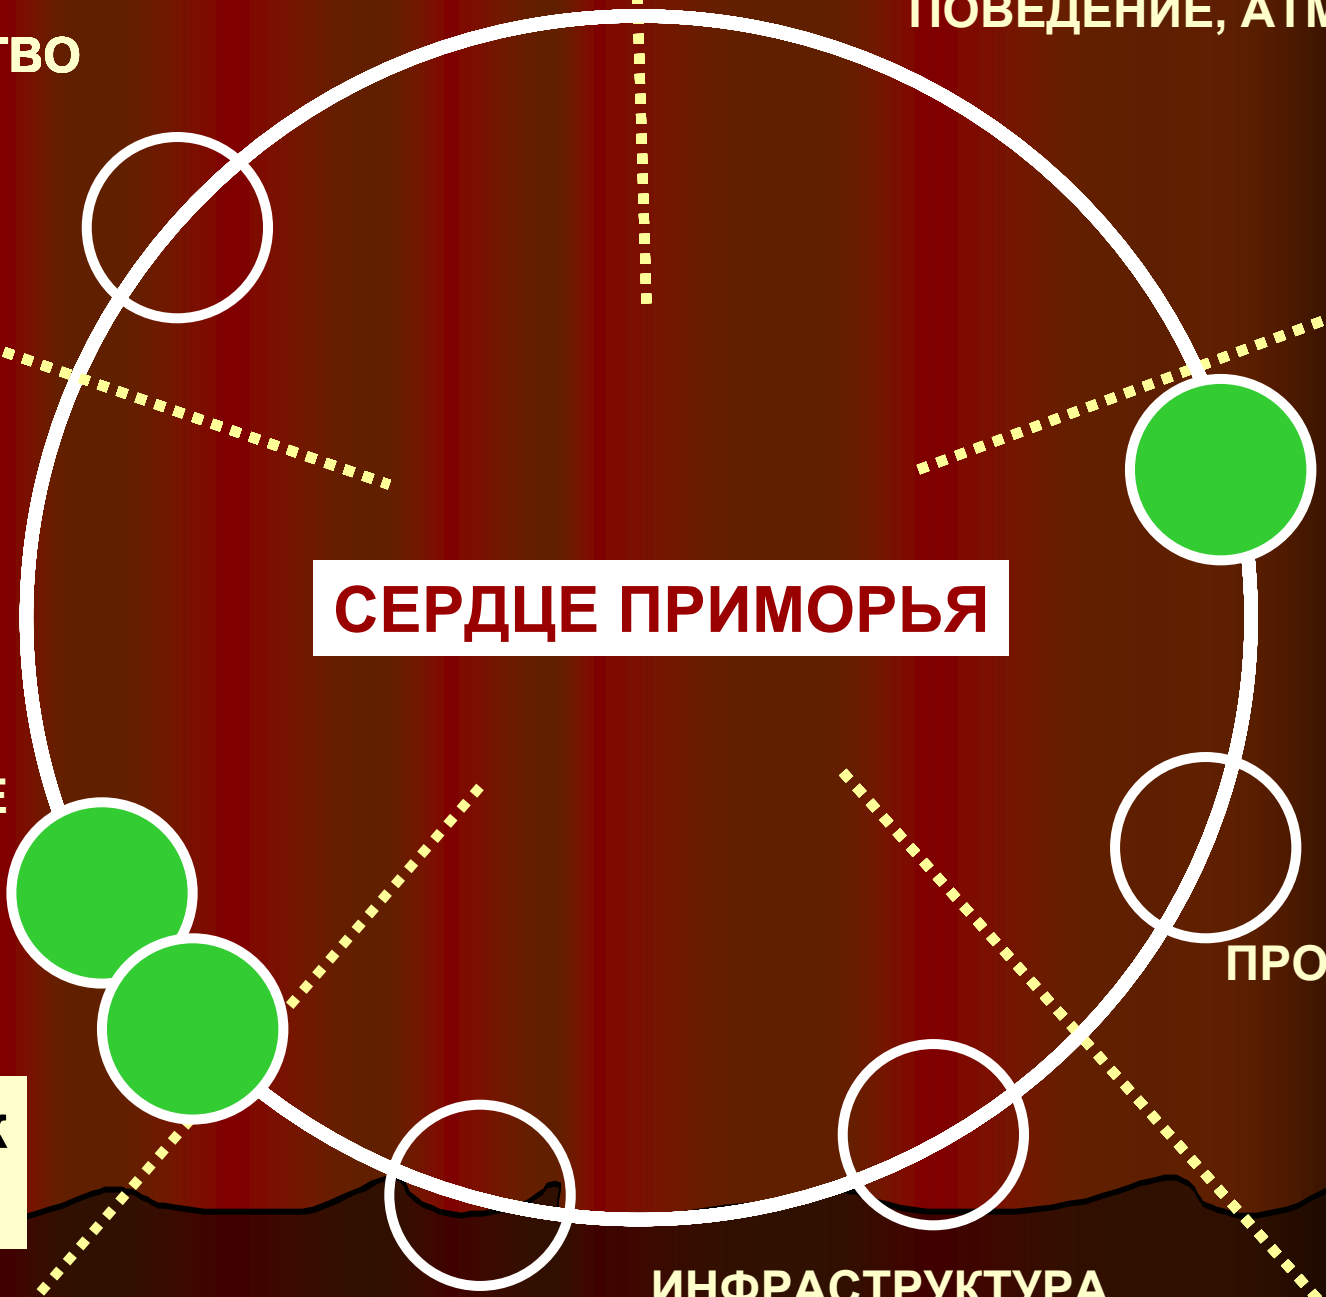 ПОВЕДЕНИЕ, АТМ
ТВО
СЕРДЦЕ ПРИМОРЬЯ
Е
ПРО
К
ИНФРАСТРУКТУРА